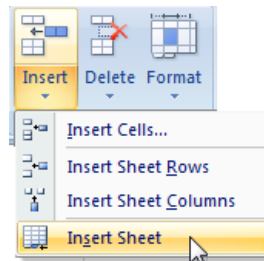 Insert Delete Format
Insert Cells...
Insert Sheet Rows
Insert Sheet Columns
Insert Sheet